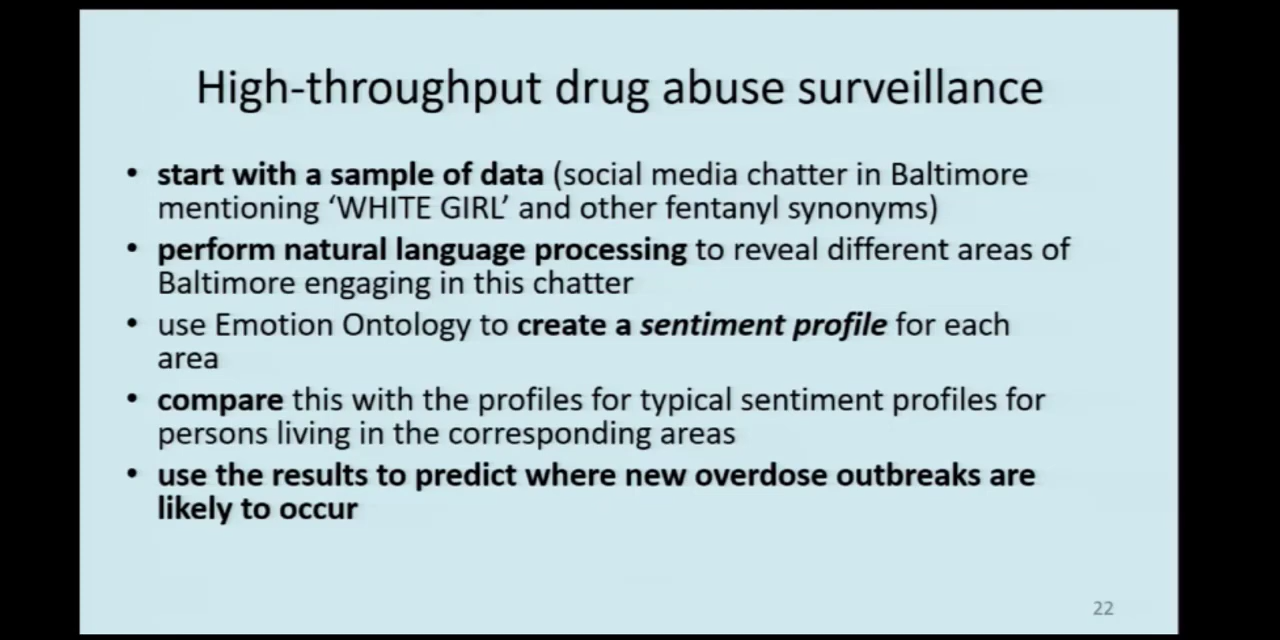 High-throughput drug abuse surveillance
• start with a sample of data (social media chatter in Baltimore
mentioning ‘WHITE GIRL’ and other fentanyl synonyms)
• perform natural language processing to reveal different areas of
Baltimore engaging in this chatter
• use Emotion Ontology to create a sentiment profile for each
area
• compare this with the profiles for typical sentiment profiles for
persons living in the corresponding areas
• use the results to predict where new overdose outbreaks are
likely to occur
22